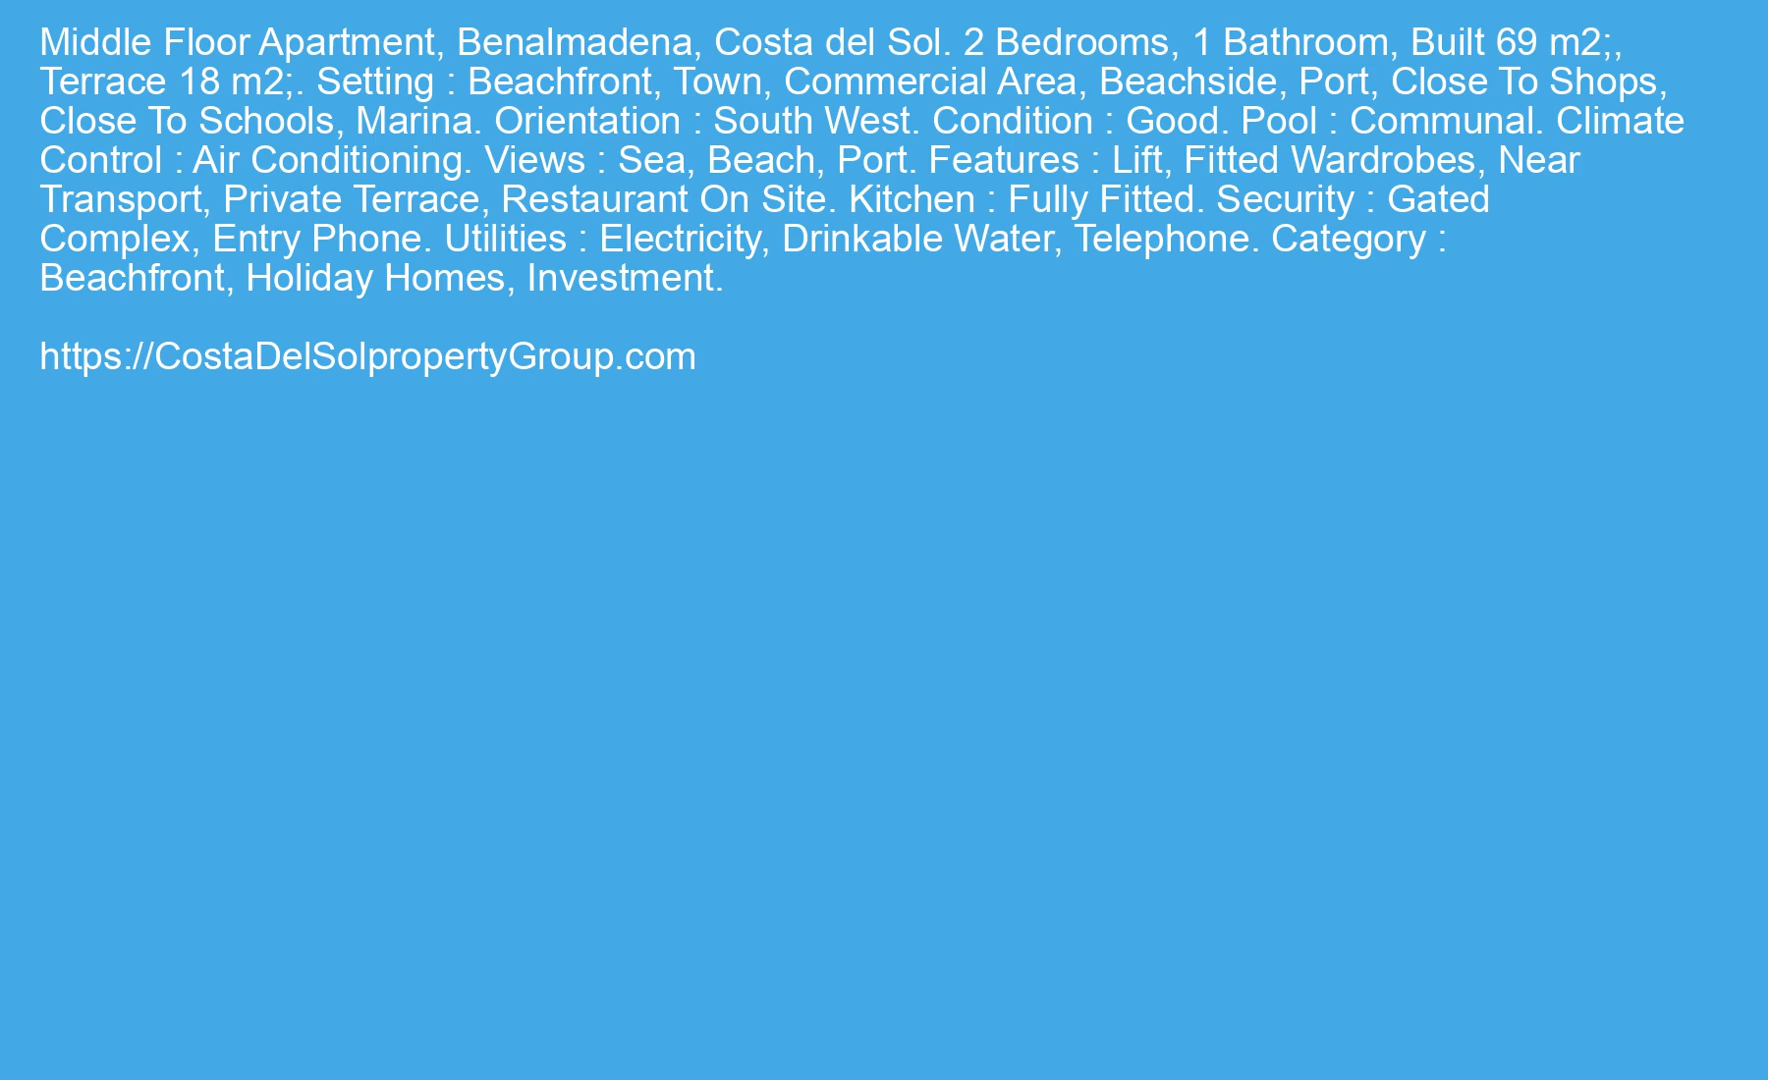 Middle Floor Apartment, Benalmadena, Costa del Sol. 2 Bedrooms, 1 Bathroom, Built 69 m2;,
Terrace 18 m2;. Setting : Beachfront, Town, Commercial Area, Beachside, Port, Close To Shops,
Close To Schools, Marina. Orientation : South West. Condition : Good. Pool : Communal. Climate
Control : Air Conditioning. Views : Sea, Beach, Port. Features : Lift, Fitted Wardrobes, Near
Transport, Private Terrace, Restaurant On Site. Kitchen : Fully Fitted. Security : Gated
Complex, Entry Phone. Utilities : Electricity, Drinkable Water, Telephone. Category :
Beachfront, Holiday Homes, Investment.
https://CostaDelSolpropertyGroup.com